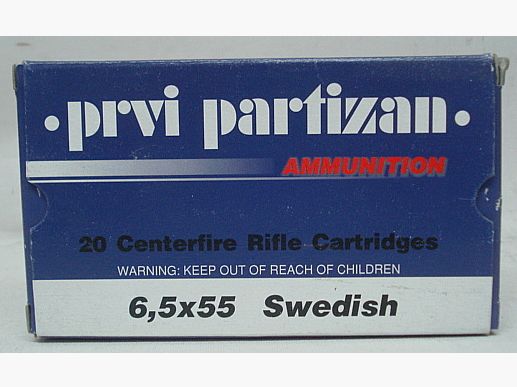 ·prvi partizan·
AMMUNITION
20 Centerfire Rifle Cartridges
WARNING: KEEP OUT OF REACH OF CHILDREN
6,5x55 Swedish